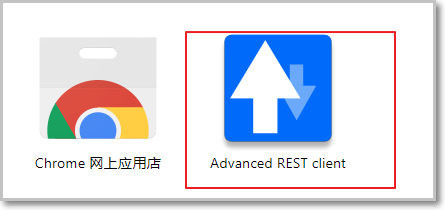 Chrome 网上应用店
Advanced REST client